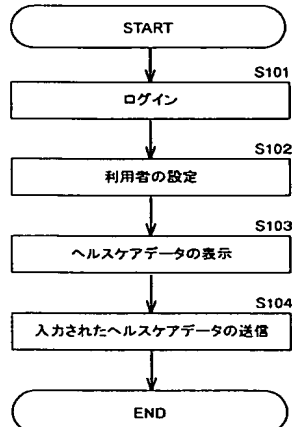 START
S101
ログイン
S102
利用者の設定
S103
ヘルスケアデータの表示
S104
入力されたヘルスケアデータの送信
END